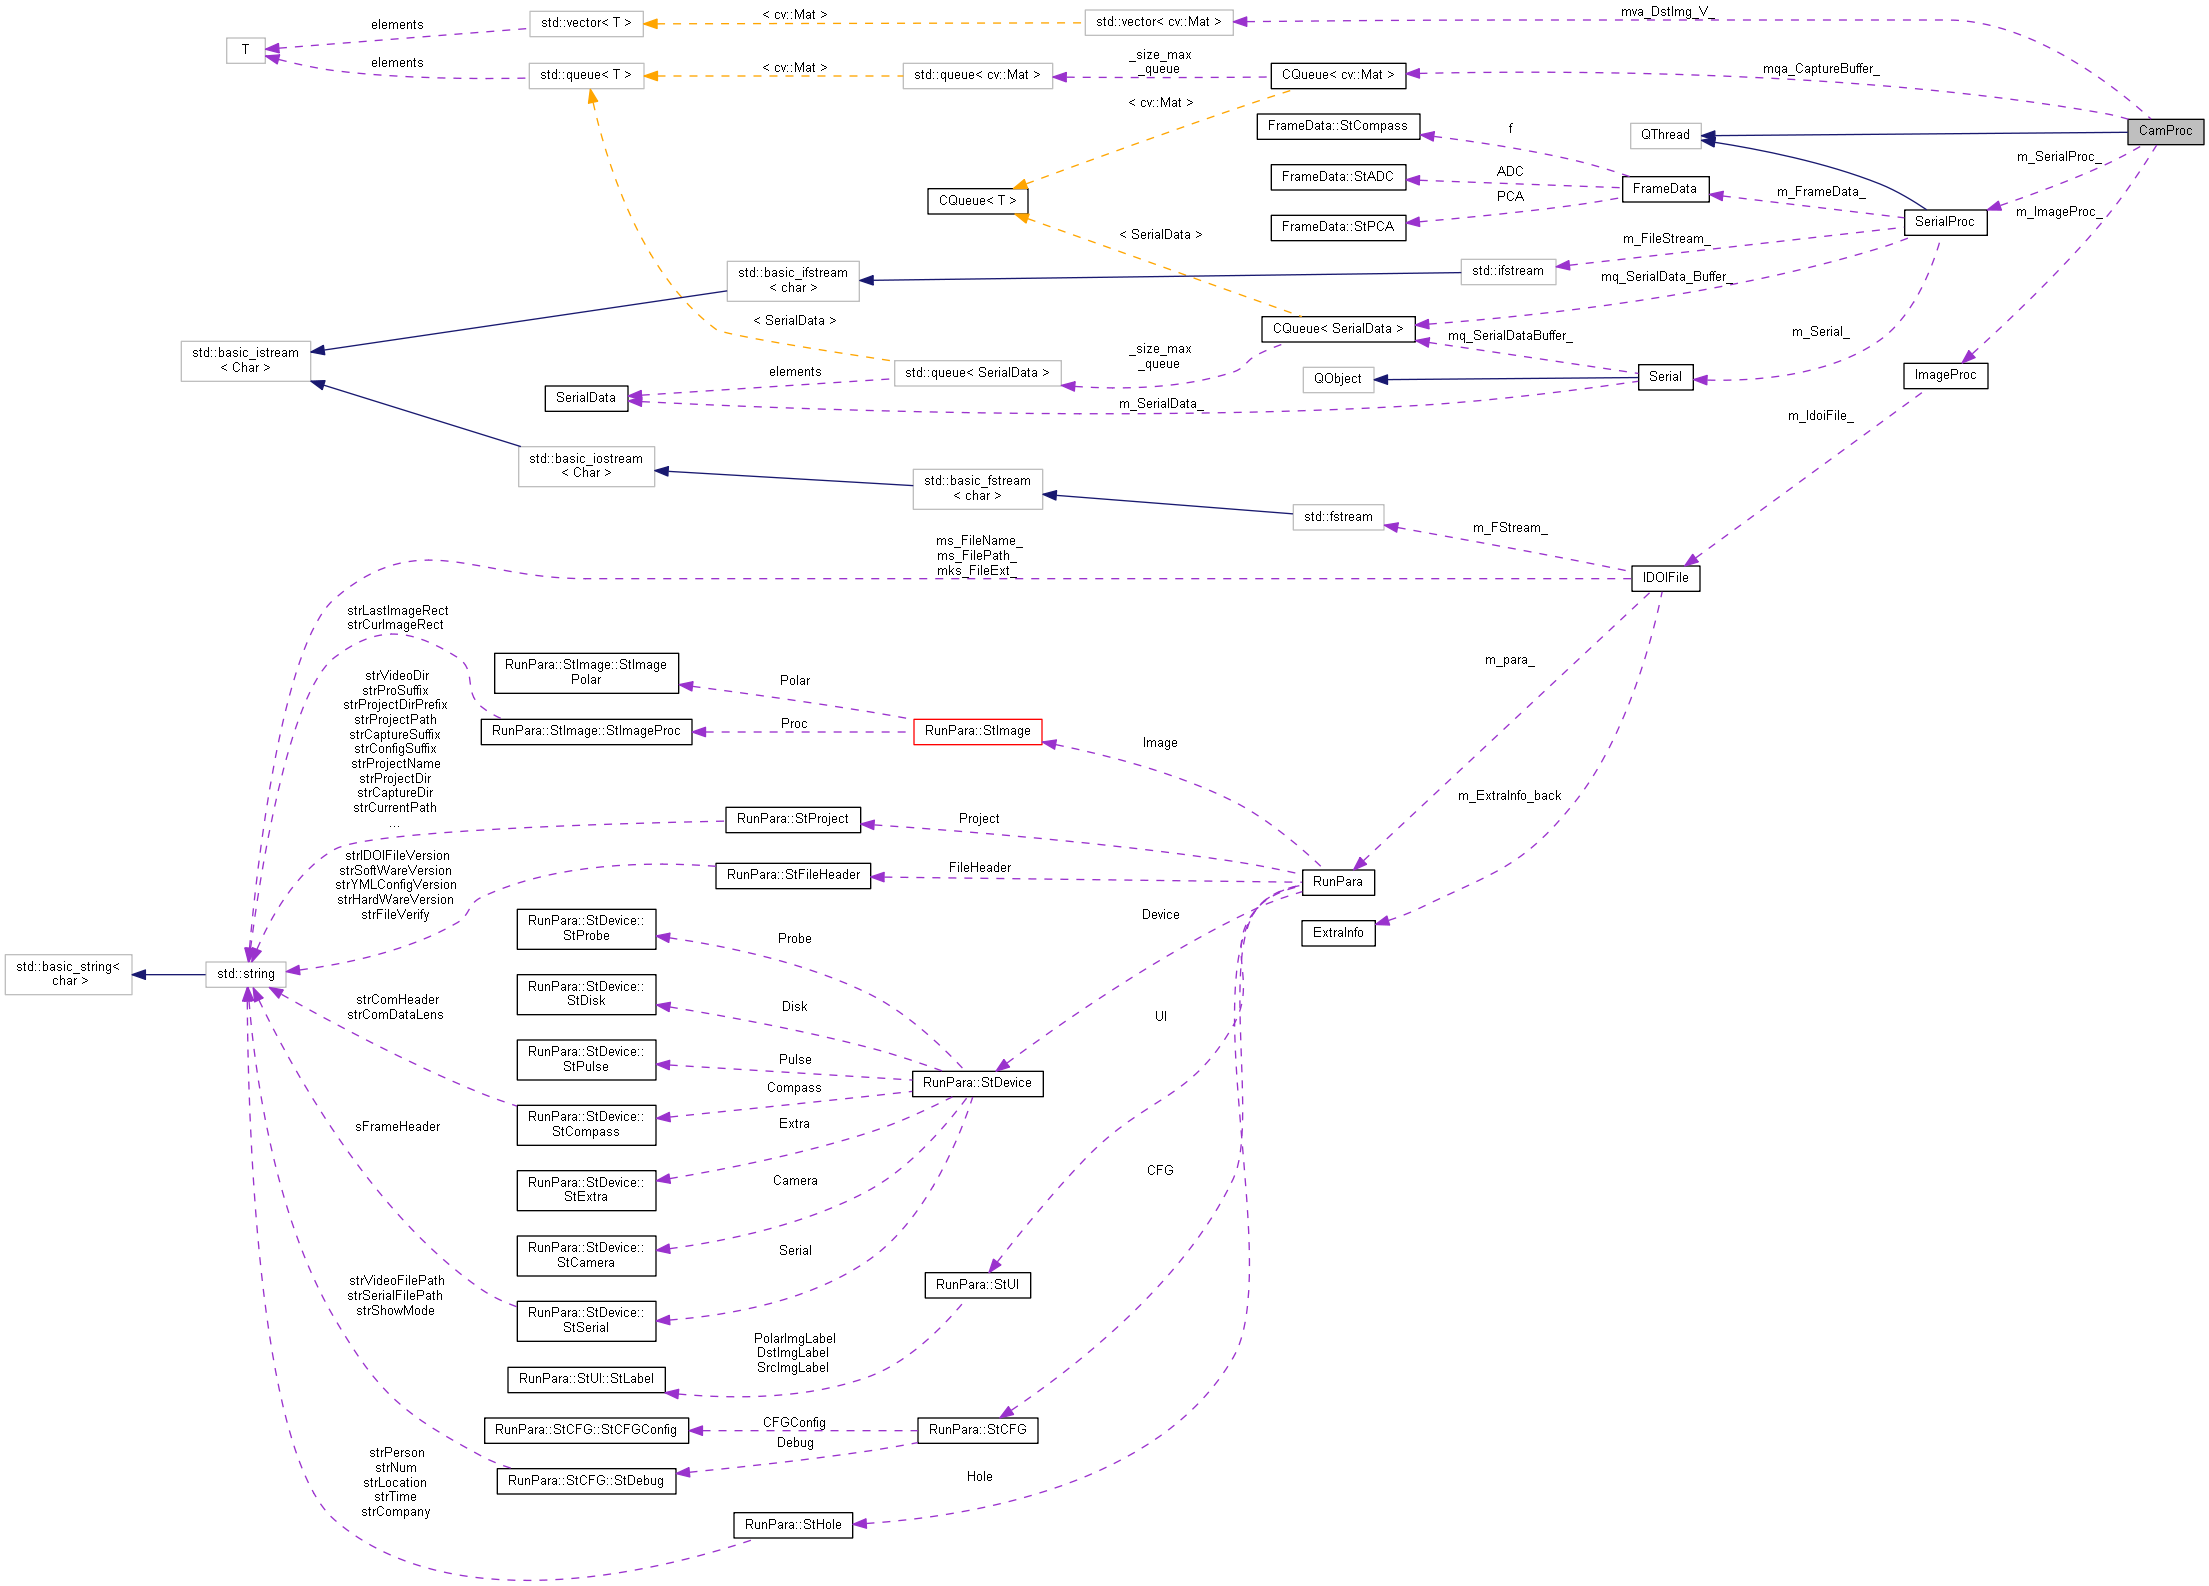 elements
std::vector< T >
< cv::Mat >
std::vector< cv::Mat >
mva_DstImg_V_
T
elements
std::queue< T >
< cv::Mat >
std::queue< cv::Mat >
_size_max
_queue
CQueue< cv::Mat >
mqa_CaptureBuffer_
< cv::Mat >
FrameData::StCompass
f
QThread
CamProc
m_SerialProc_
FrameData::StADC
ADC
FrameData
m_FrameData_
CQueue< T >
PCA
FrameData::StPCA
SerialProc
m_ImageProc_
< SerialData >
m_FileStream_
std::basic_ifstream
< char >
std::ifstream
mq_SerialData_Buffer_
< SerialData >
CQueue< SerialData >
mq_SerialDataBuffer_
m_Serial_
std::basic_istream
< Char >
_size_max
_queue
elements
std::queue< SerialData >
QObject
Serial
ImageProc
SerialData
m_SerialData_
m_IdoiFile_
std::basic_iostream
< Char >
std::basic_fstream
< char >
std::fstream
m_FStream_
ms_FileName_
ms_FilePath_
mks_FileExt_
IDOIFile
strLastImageRect
strCurImageRect
RunPara::StImage::StImage
Polar
Polar
m_para_
strVideoDir
strProSuffix
strProjectDirPrefix
strProjectPath
strCaptureSuffix
strConfigSuffix
strProjectName
strProjectDir
strCaptureDir
strCurrentPath
...
RunPara::StImage::StImageProc
Proc
RunPara::StImage
Image
m_ExtraInfo_back
RunPara::StProject
Project
strIDOIFileVersion
strSoftWareVersion
strYMLConfigVersion
strHardWareVersion
strFileVerify
RunPara::StFileHeader
FileHeader
RunPara
Device
RunPara::StDevice::
StProbe
Probe
ExtraInfo
std::basic_string<
char >
std::string
RunPara::StDevice::
StDisk
Disk
UI
strComHeader
strComDataLens
RunPara::StDevice::
StPulse
Pulse
RunPara::StDevice
Compass
RunPara::StDevice::
StCompass
Extra
sFrameHeader
RunPara::StDevice::
StExtra
Camera
CFG
RunPara::StDevice::
StCamera
Serial
RunPara::StUI
strVideoFilePath
strSerialFilePath
strShowMode
RunPara::StDevice::
StSerial
PolarImgLabel
DstImgLabel
SrcImgLabel
RunPara::StUI::StLabel
RunPara::StCFG::StCFGConfig
CFGConfig
RunPara::StCFG
Debug
strPerson
strNum
strLocation
strTime
strCompany
RunPara::StCFG::StDebug
Hole
RunPara::StHole